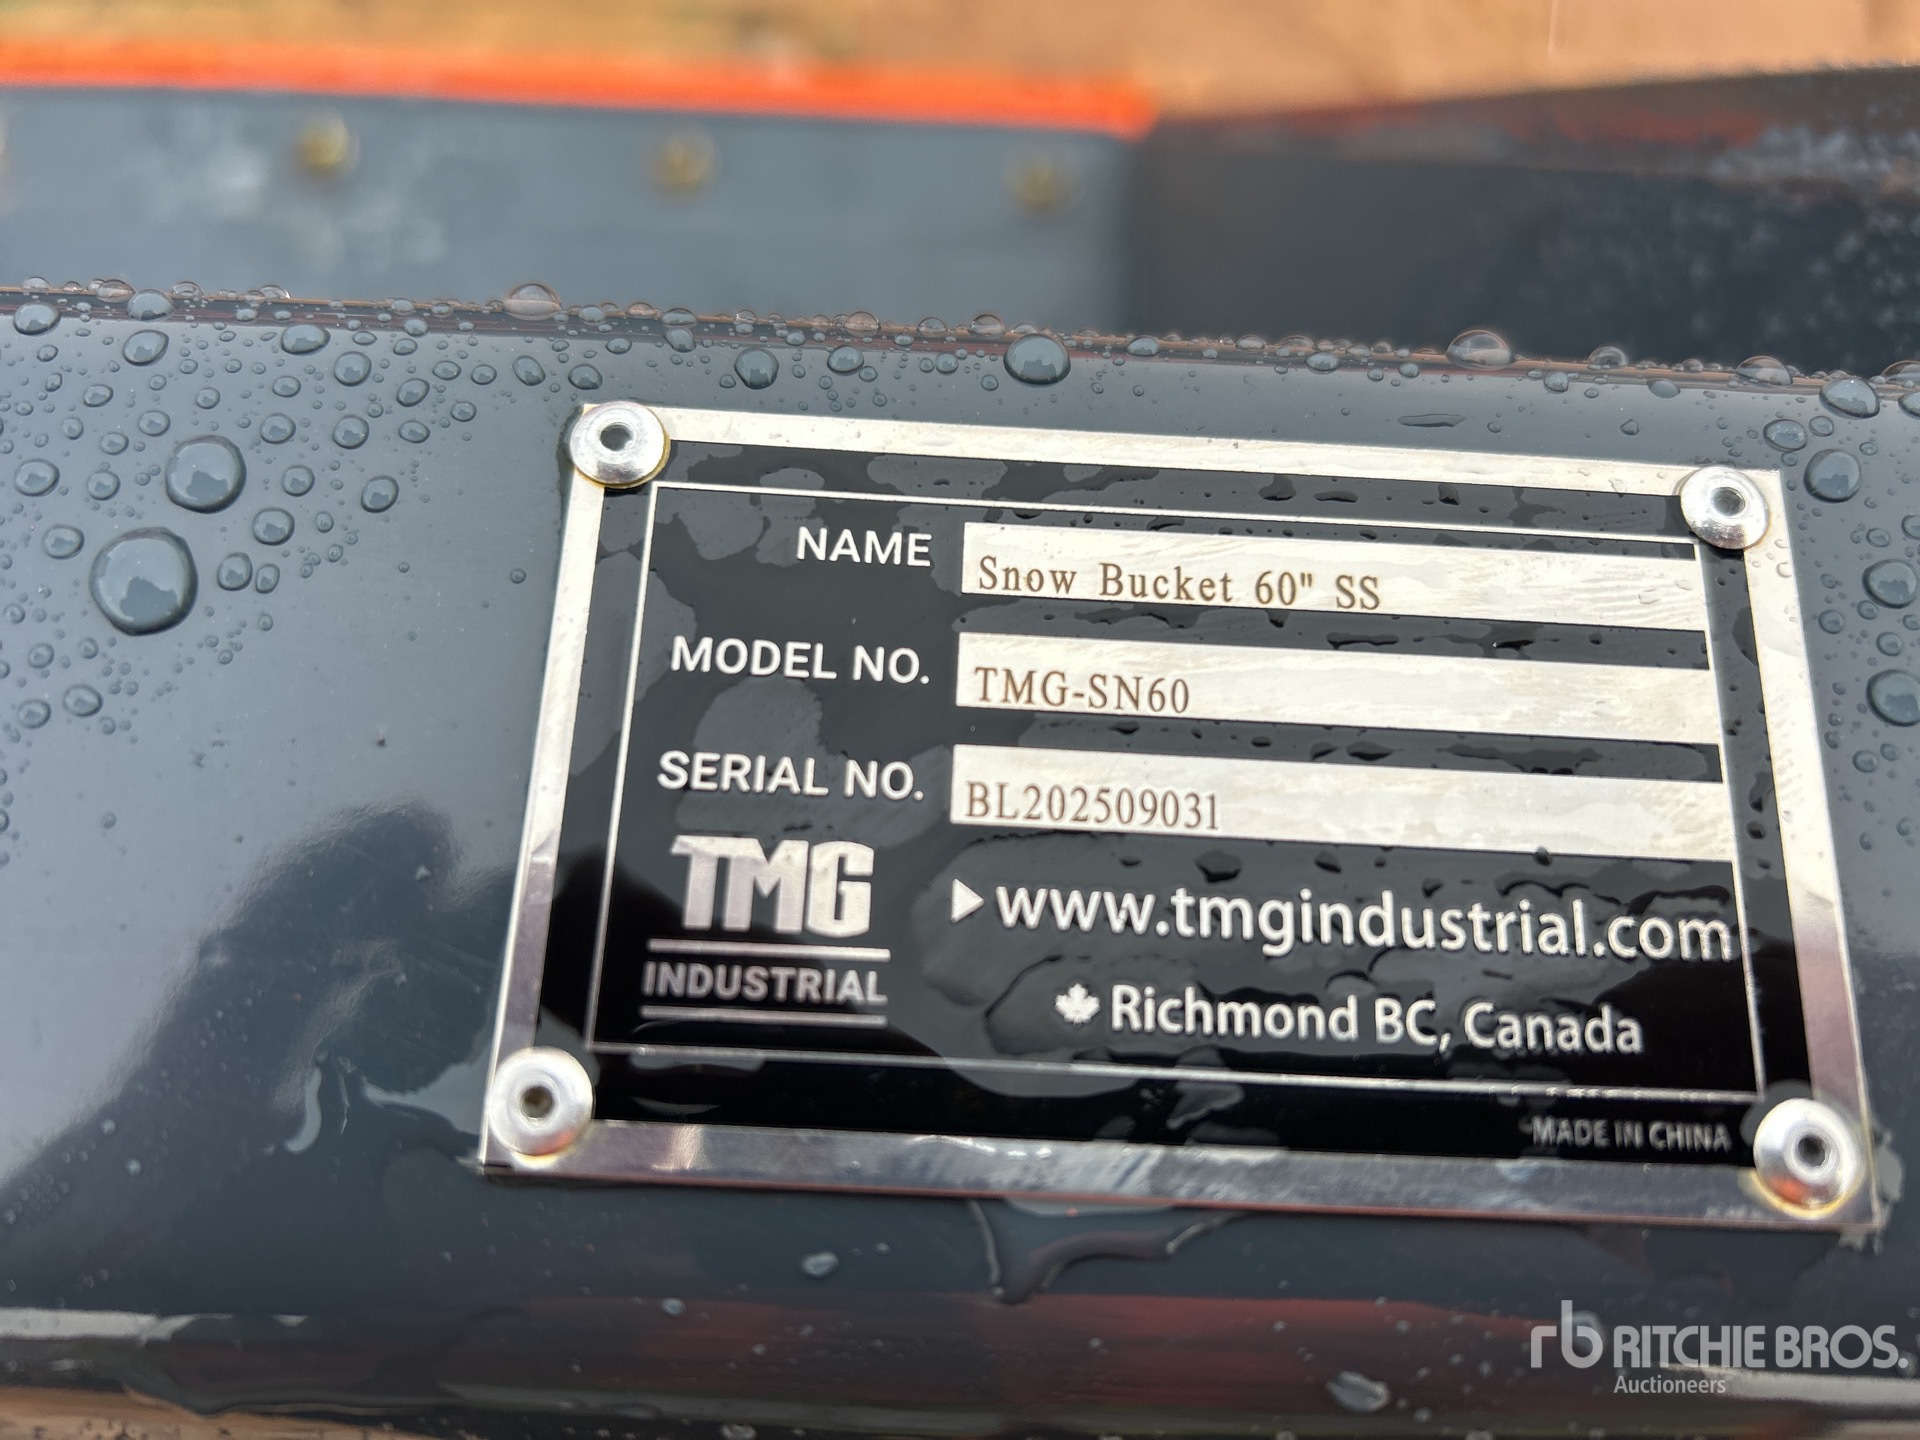 NAME Snow Bucket 60" SS
MODEL NO. TMG-SN60
SERIAL NO. BL202509031
TMG
INDUSTRIAL
www.tmgindustrial.com
Richmond BC, Canada
MADE IN CHINA
rb RITCHIE BROS.
Auctioneers